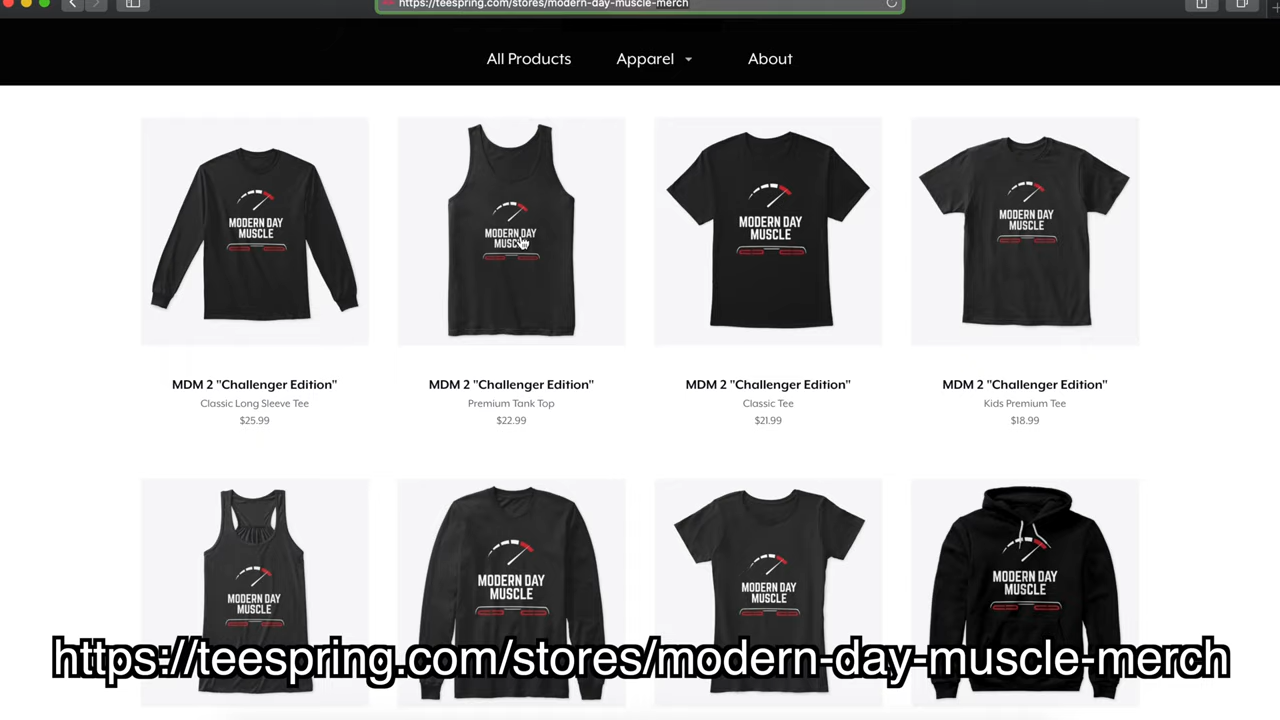 https://teespring.com/stores/modern-day-muscle-merch
All Products
Apparel
About
MODERN DAY
MUSCLE
MODERN DAY
MUSCLE
MODERN DAY
MUSCLE
MODERN DAY
MUSCLE
MDM 2 "Challenger Edition"
Classic Long Sleeve Tee
$25.99
MDM 2 "Challenger Edition"
Premium Tank Top
$22.99
MDM 2 "Challenger Edition"
Classic Tee
$21.99
MDM 2 "Challenger Edition"
Kids Premium Tee
$18.99
MODERN DAY
MUSCLE
MODERN DAY
MUSCLE
MODERN DAY
MUSCLE
MODERN DAY
MUSCLE
https://teespring.com/stores/modern-day-muscle-merch